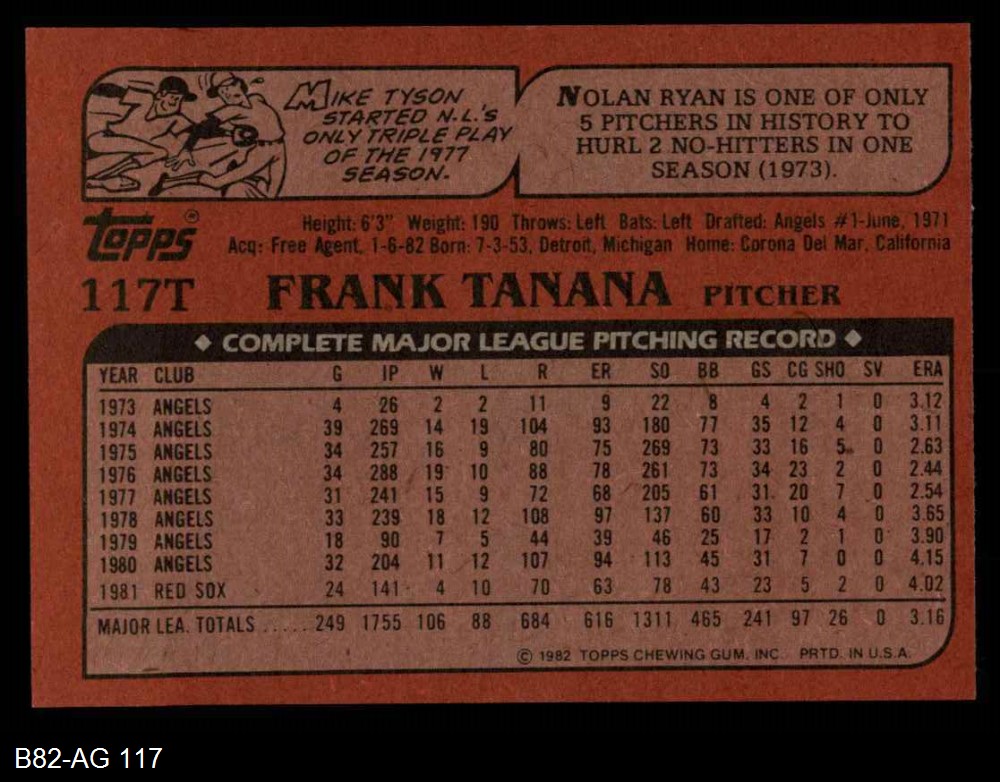 MIKE TYSON
STARTED N.L.'S
ONLY TRIPLE PLAY
OF THE 1977
SEASON.
NOLAN RYAN IS ONE OF ONLY
5 PITCHERS IN HISTORY TO
HURL 2 NO-HITTERS IN ONE
SEASON (1973).
topps®
Height: 6'3" Weight: 190 Throws: Left Bats: Left Drafted: Angels #1-June, 1971
Acq: Free Agent, 1-6-82 Born: 7-3-53, Detroit, Michigan Home: Corona Del Mar, California
117T FRANK TANANA PITCHER
◆ COMPLETE MAJOR LEAGUE PITCHING RECORD ◆
YEAR CLUB G IP W L R ER SO BB GS CG SHO SV ERA
1973 ANGELS 4 26 2 2 11 9 22 8 4 2 1 0 3.12
1974 ANGELS 39 269 14 19 104 93 180 77 35 12 4 0 3.11
1975 ANGELS 34 257 16 9 80 75 269 73 33 16 5 0 2.63
1976 ANGELS 34 288 19 10 88 78 261 73 34 23 2 0 2.44
1977 ANGELS 31 241 15 9 72 68 205 61 31 20 7 0 2.54
1978 ANGELS 33 239 18 12 108 97 137 60 33 10 4 0 3.65
1979 ANGELS 18 90 7 5 44 39 46 25 17 2 1 0 3.90
1980 ANGELS 32 204 11 12 107 94 113 45 31 7 0 0 4.15
1981 RED SOX 24 141 4 10 70 63 78 43 23 5 2 0 4.02
MAJOR LEA. TOTALS ...... 249 1755 106 88 684 616 1311 465 241 97 26 0 3.16
© 1982 TOPPS CHEWING GUM, INC. PRTD. IN U.S.A.
B82-AG 117